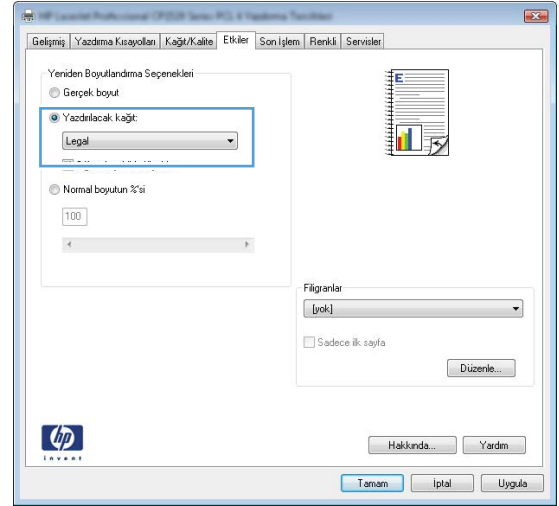 Gelişmiş
Yazdırma Kısayolları
Kağıt/Kalite
Etkiler
Son İşlem
Renkli
Servisler
Yeniden Boyutlandırma Seçenekleri
Gerçek boyut
Yazdırılacak kağıt:
Legal
Normal boyutun %'si
100
E
Filigranlar
[yok]
Sadece ilk sayfa
Düzenle...
hp
invent
Hakkında...
Yardım
Tamam
İptal
Uygula